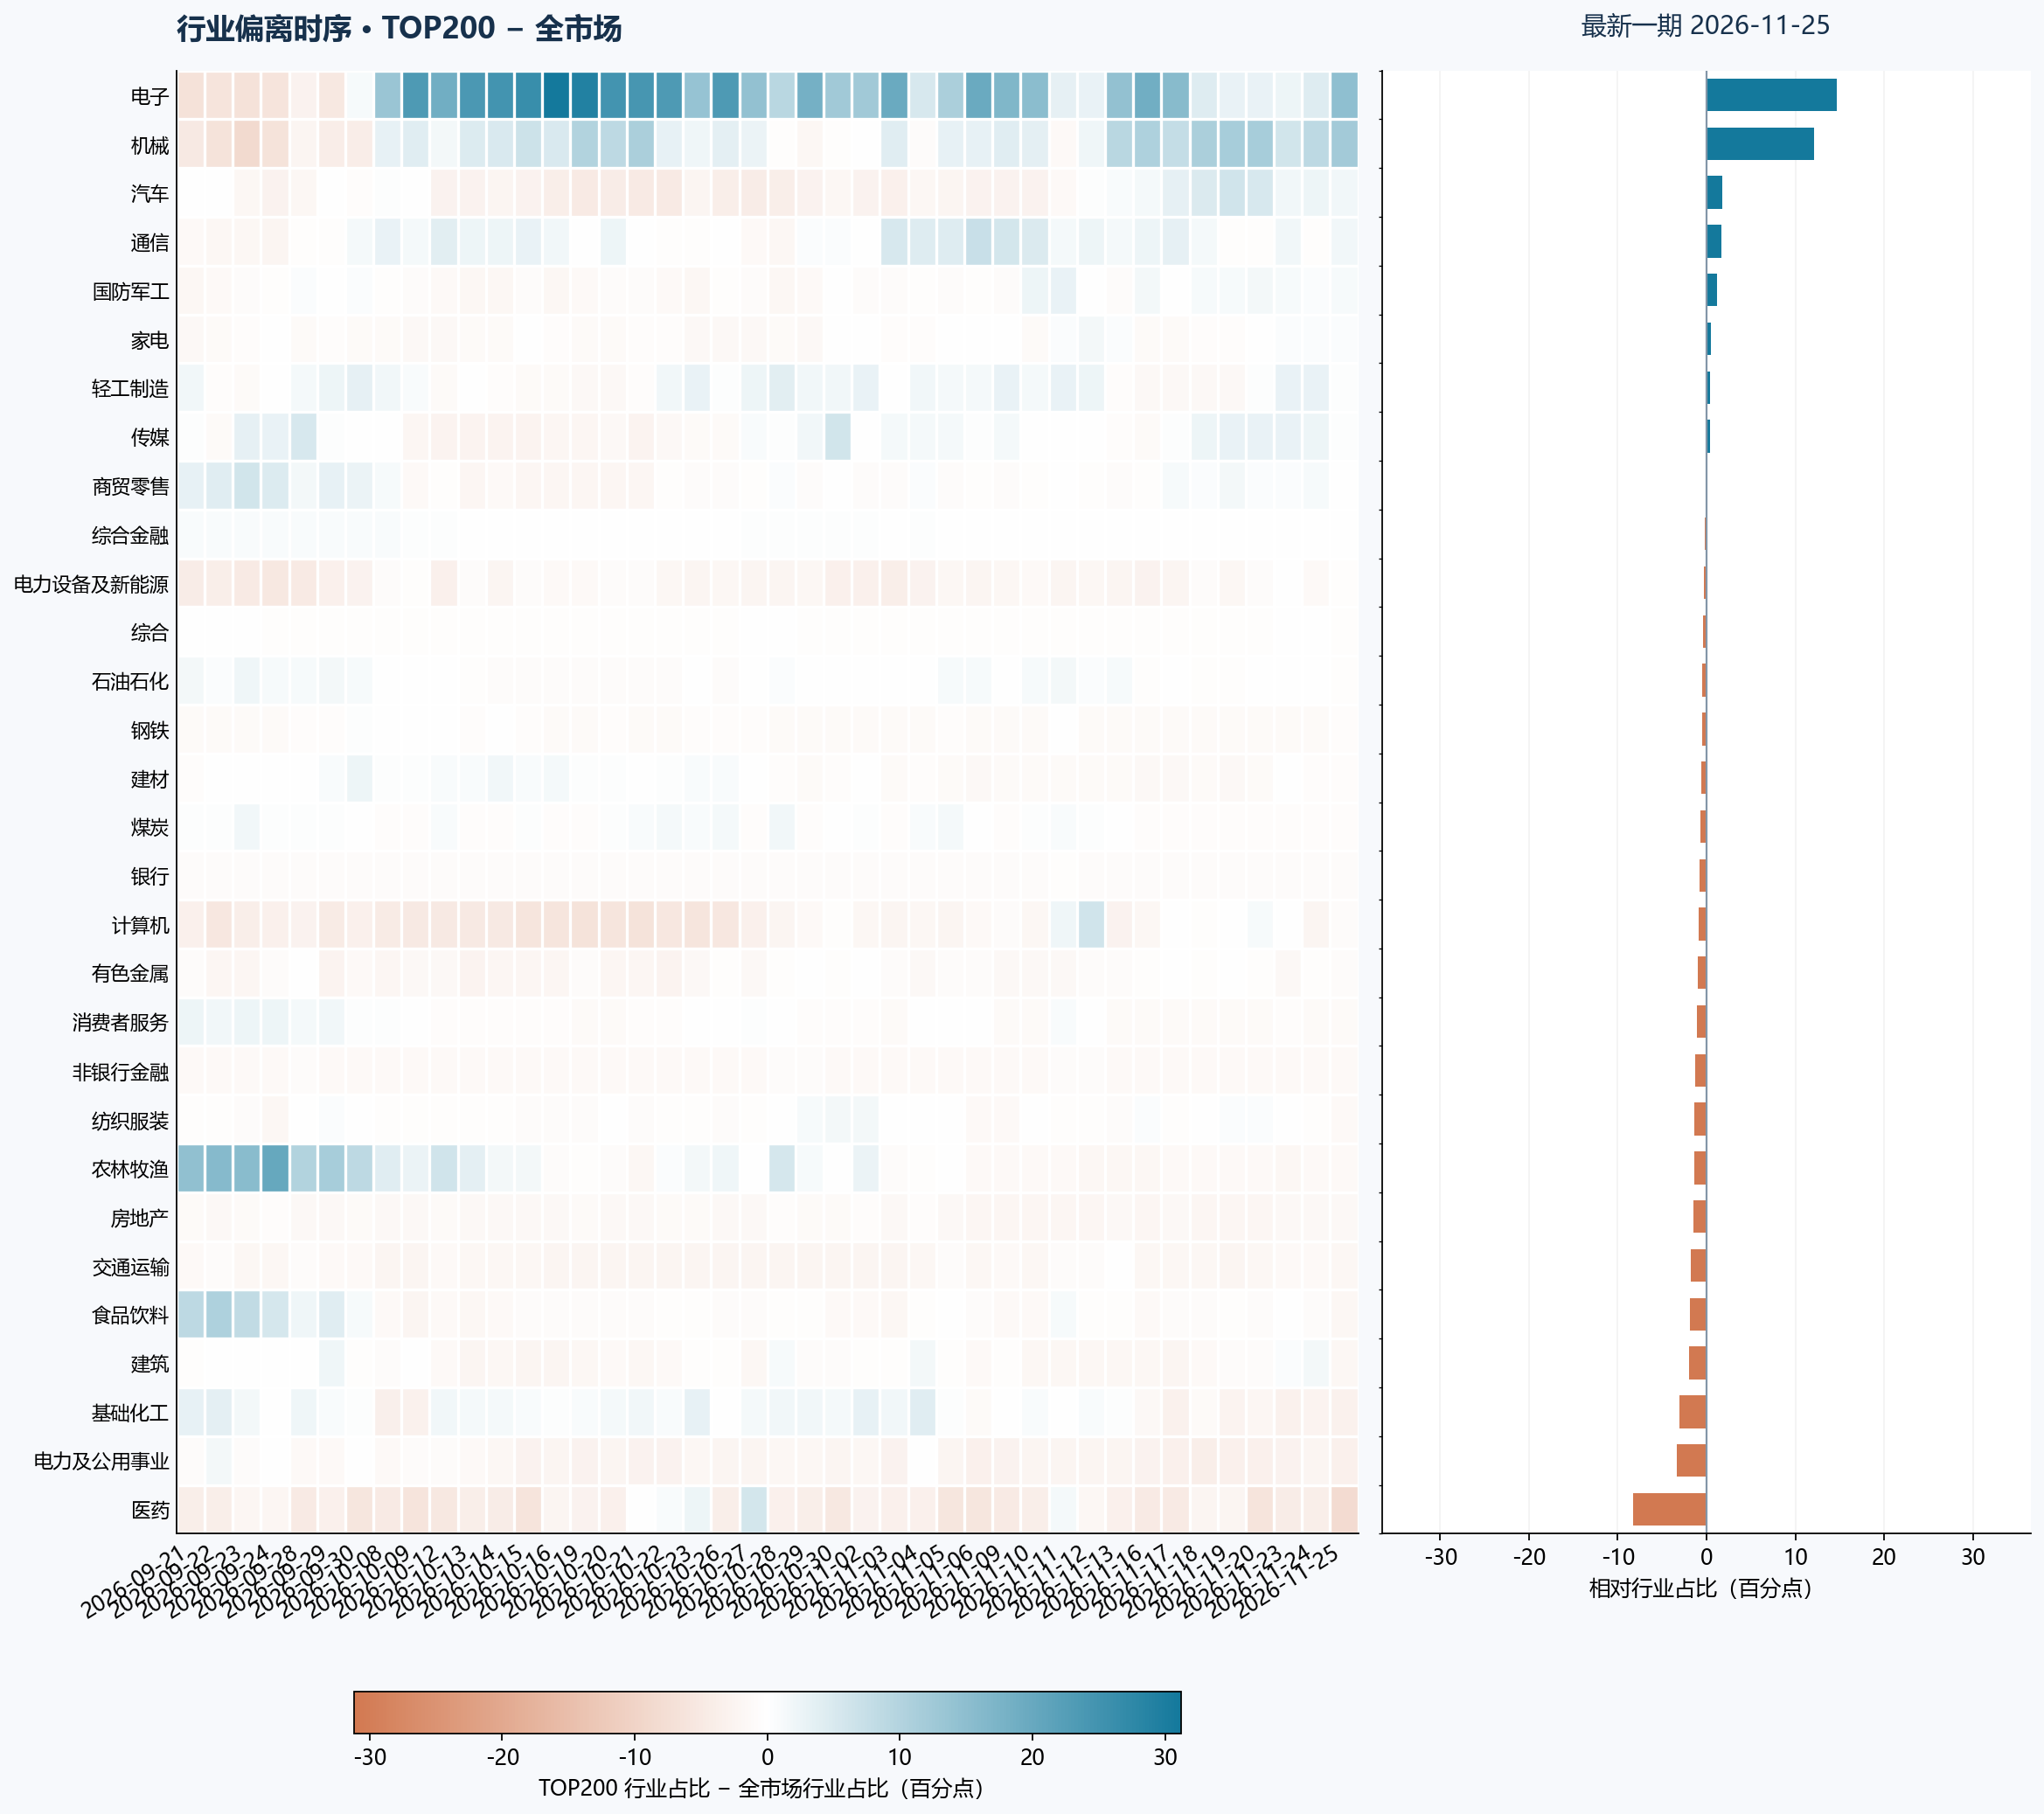 行业偏离时序 • TOP200 − 全市场
最新一期 2026-11-25
电子
机械
汽车
通信
国防军工
家电
轻工制造
传媒
商贸零售
综合金融
电力设备及新能源
综合
石油石化
钢铁
建材
煤炭
银行
计算机
有色金属
消费者服务
非银行金融
纺织服装
农林牧渔
房地产
交通运输
食品饮料
建筑
基础化工
电力及公用事业
医药
2026-09-21
2026-09-22
2026-09-23
2026-09-24
2026-09-28
2026-09-29
2026-09-30
2026-10-08
2026-10-09
2026-10-12
2026-10-13
2026-10-14
2026-10-15
2026-10-16
2026-10-19
2026-10-20
2026-10-21
2026-10-22
2026-10-23
2026-10-26
2026-10-27
2026-10-28
2026-10-29
2026-10-30
2026-11-02
2026-11-03
2026-11-04
2026-11-05
2026-11-06
2026-11-09
2026-11-10
2026-11-11
2026-11-12
2026-11-13
2026-11-16
2026-11-17
2026-11-18
2026-11-19
2026-11-20
2026-11-23
2026-11-24
2026-11-25
-30 -20 -10 0 10 20 30
相对行业占比（百分点）
-30 -20 -10 0 10 20 30
TOP200 行业占比 − 全市场行业占比（百分点）